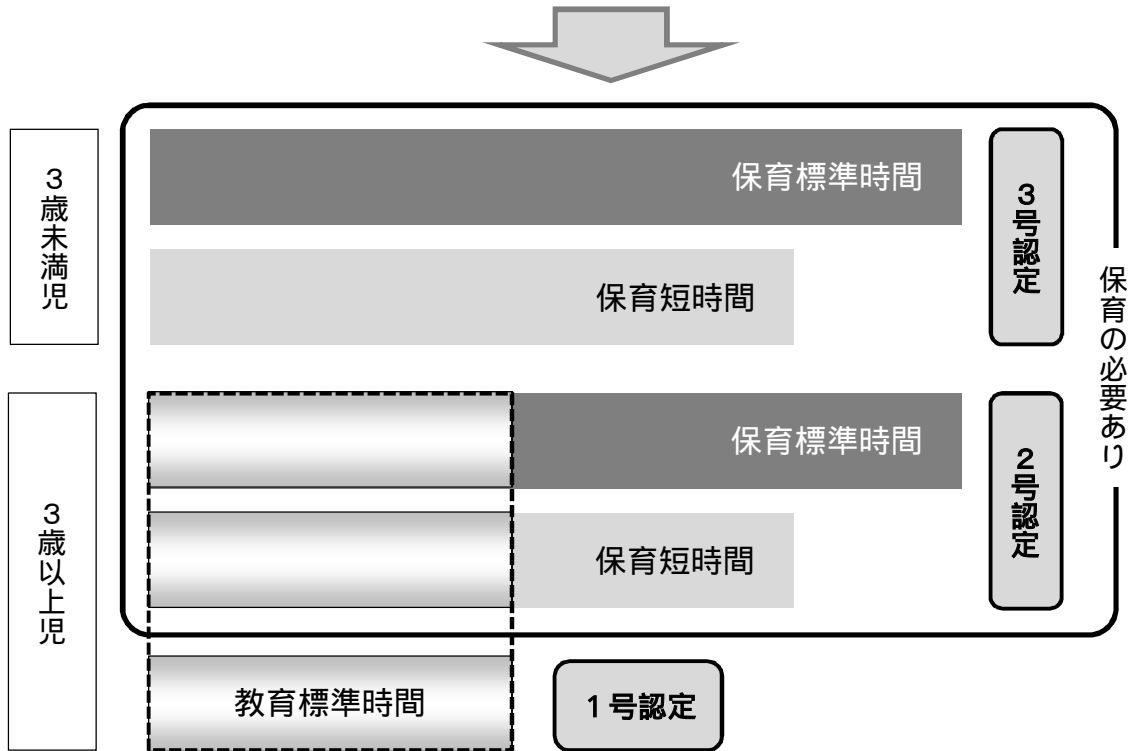 3歳未満児
保育標準時間
保育短時間
3号認定
保育の必要あり
3歳以上児
保育標準時間
保育短時間
2号認定
教育標準時間
1号認定